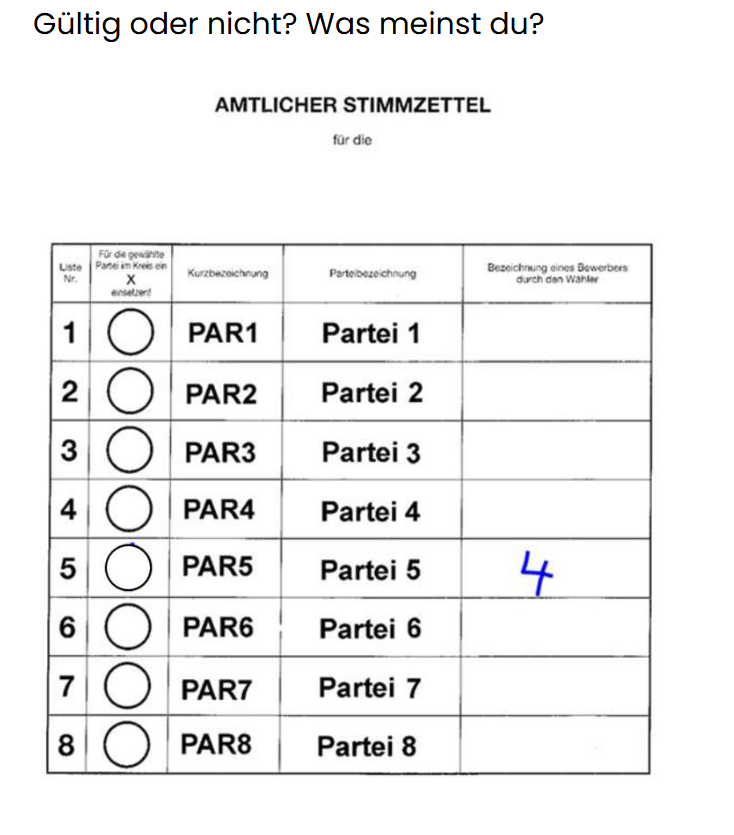 Gültig oder nicht? Was meinst du?
AMTLICHER STIMMZETTEL
für die
Liste Nr.
Für die gewählte Partei im Kreis ein X einsetzen!
Kurzbezeichnung
Parteibezeichnung
Bezeichnung eines Bewerbers durch den Wähler
1 PAR1 Partei 1
2 PAR2 Partei 2
3 PAR3 Partei 3
4 PAR4 Partei 4
5 PAR5 Partei 5 4
6 PAR6 Partei 6
7 PAR7 Partei 7
8 PAR8 Partei 8